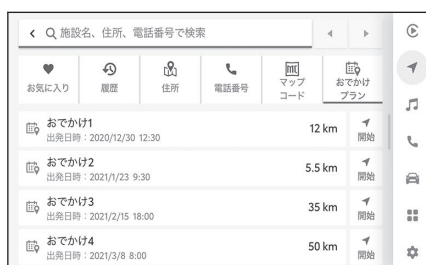 施設名、住所、電話番号で検索
お気に入り
履歴
住所
電話番号
マップ
コード
おでかけ
プラン
おでかけ1
出発日時：2020/12/30 12:30
12 km
開始
おでかけ2
出発日時：2021/1/23 9:30
5.5 km
開始
おでかけ3
出発日時：2021/2/15 18:00
35 km
開始
おでかけ4
出発日時：2021/3/8 8:00
50 km
開始